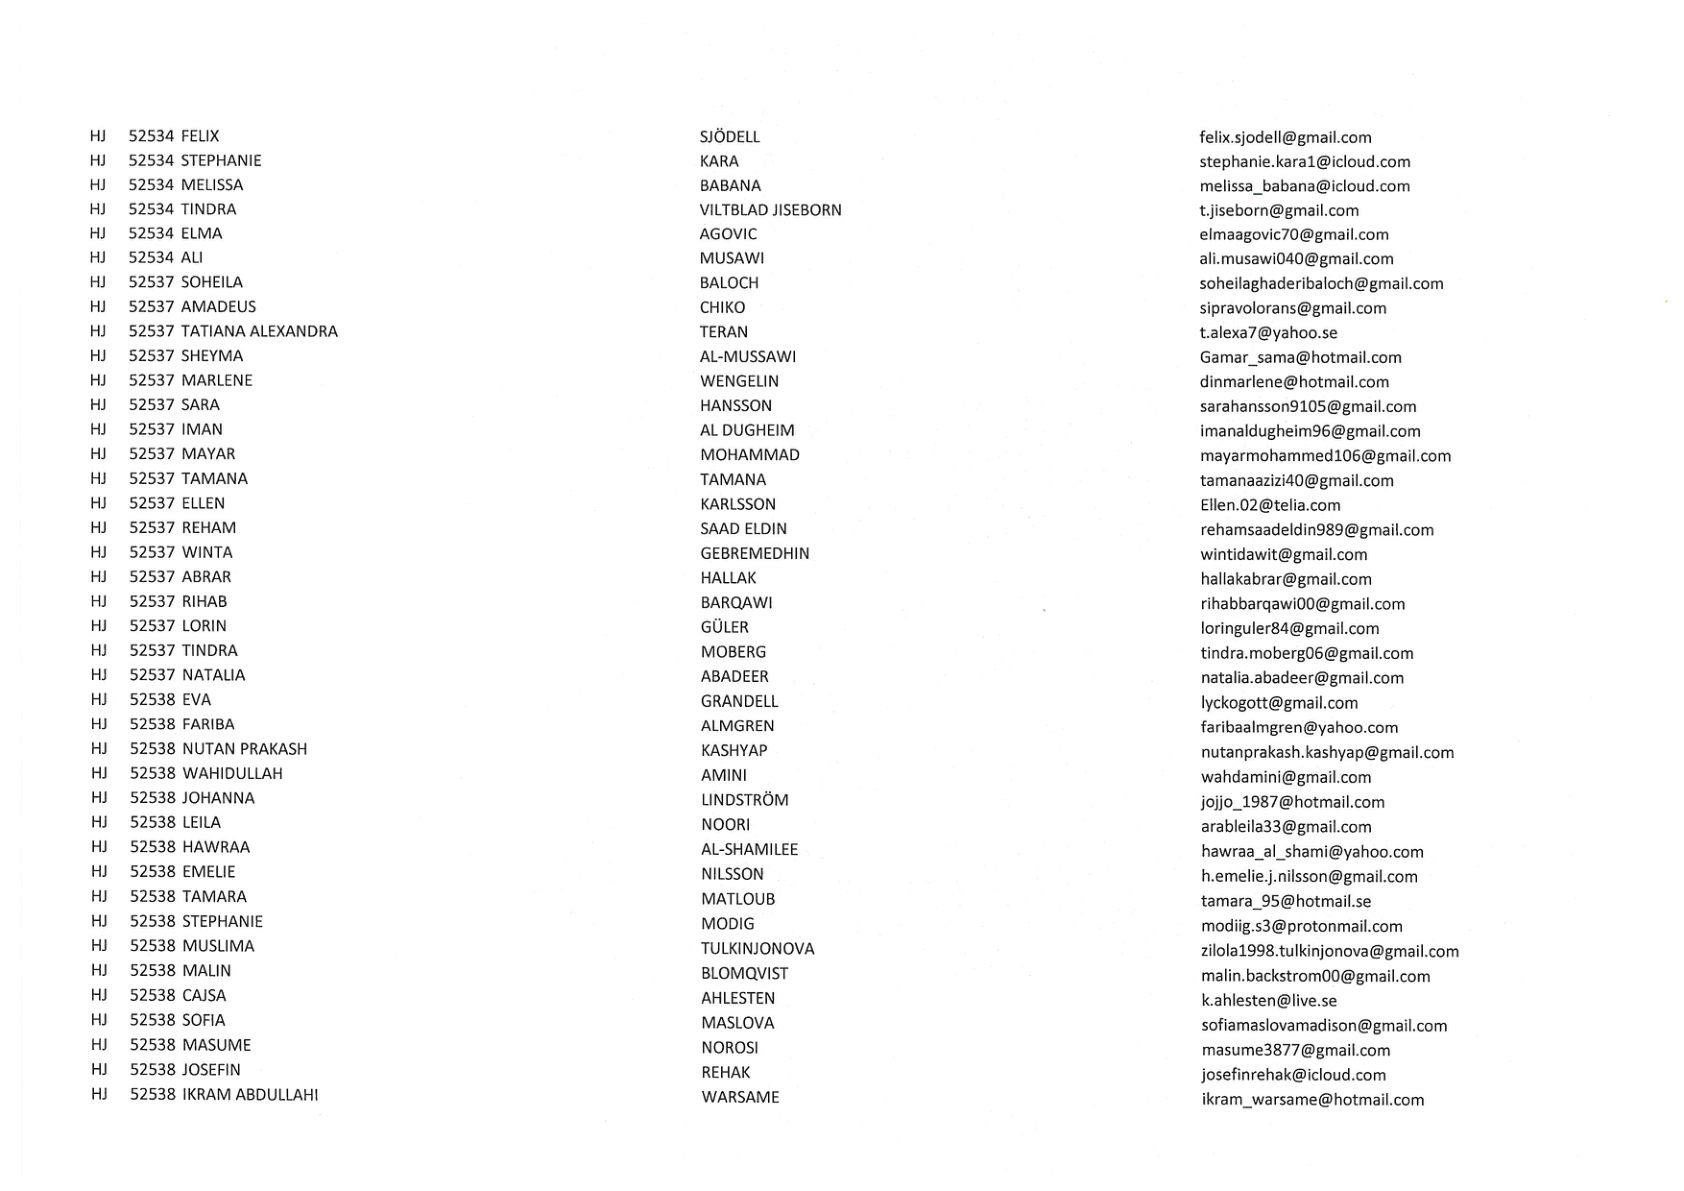 HJ 52534 FELIX SJÖDELL felix.sjodell@gmail.com
HJ 52534 STEPHANIE KARA stephanie.kara1@icloud.com
HJ 52534 MELISSA BABANA melissa_babana@icloud.com
HJ 52534 TINDRA VILTBLAD JISEBORN t.jiseborn@gmail.com
HJ 52534 ELMA AGOVIC elmaagovic70@gmail.com
HJ 52534 ALI MUSAWI ali.musawi040@gmail.com
HJ 52537 SOHEILA BALOCH soheilaghaderibaloch@gmail.com
HJ 52537 AMADEUS CHIKO sipravolorans@gmail.com
HJ 52537 TATIANA ALEXANDRA TERAN t.alexa7@yahoo.se
HJ 52537 SHEYMA AL-MUSSAWI Gamar_sama@hotmail.com
HJ 52537 MARLENE WENGELIN dinmarlene@hotmail.com
HJ 52537 SARA HANSSON sarahansson9105@gmail.com
HJ 52537 IMAN AL DUGHEIM imanaldugheim96@gmail.com
HJ 52537 MAYAR MOHAMMAD mayarmohammed106@gmail.com
HJ 52537 TAMANA TAMANA tamanaazizi40@gmail.com
HJ 52537 ELLEN KARLSSON Ellen.02@telia.com
HJ 52537 REHAM SAAD ELDIN rehamsaadeldin989@gmail.com
HJ 52537 WINTA GEBREMEDHIN wintidawit@gmail.com
HJ 52537 ABRAR HALLAK hallakabrar@gmail.com
HJ 52537 RIHAB BARQAWI rihabbarqawi00@gmail.com
HJ 52537 LORIN GÜLER loringuler84@gmail.com
HJ 52537 TINDRA MOBERG tindra.moberg06@gmail.com
HJ 52537 NATALIA ABADEER natalia.abadeer@gmail.com
HJ 52538 EVA GRANDELL lyckogott@gmail.com
HJ 52538 FARIBA ALMGREN faribaalmgren@yahoo.com
HJ 52538 NUTAN PRAKASH KASHYAP nutanprakash.kashyap@gmail.com
HJ 52538 WAHIDULLAH AMINI wahdamini@gmail.com
HJ 52538 JOHANNA LINDSTRÖM jojjo_1987@hotmail.com
HJ 52538 LEILA NOORI arableila33@gmail.com
HJ 52538 HAWRAA AL-SHAMILEE hawraa_al_shami@yahoo.com
HJ 52538 EMELIE NILSSON h.emelie.j.nilsson@gmail.com
HJ 52538 TAMARA MATLOUB tamara_95@hotmail.se
HJ 52538 STEPHANIE MODIG modiig.s3@protonmail.com
HJ 52538 MUSLIMA TULKINJONOVA zilola1998.tulkinjonova@gmail.com
HJ 52538 MALIN BLOMQVIST malin.backstrom00@gmail.com
HJ 52538 CAJSA AHLESTEN k.ahlesten@live.se
HJ 52538 SOFIA MASLOVA sofiamaslovamadison@gmail.com
HJ 52538 MASUME NOROSI masume3877@gmail.com
HJ 52538 JOSEFIN REHAK josefinrehak@icloud.com
HJ 52538 IKRAM ABDULLAHI WARSAME ikram_warsame@hotmail.com